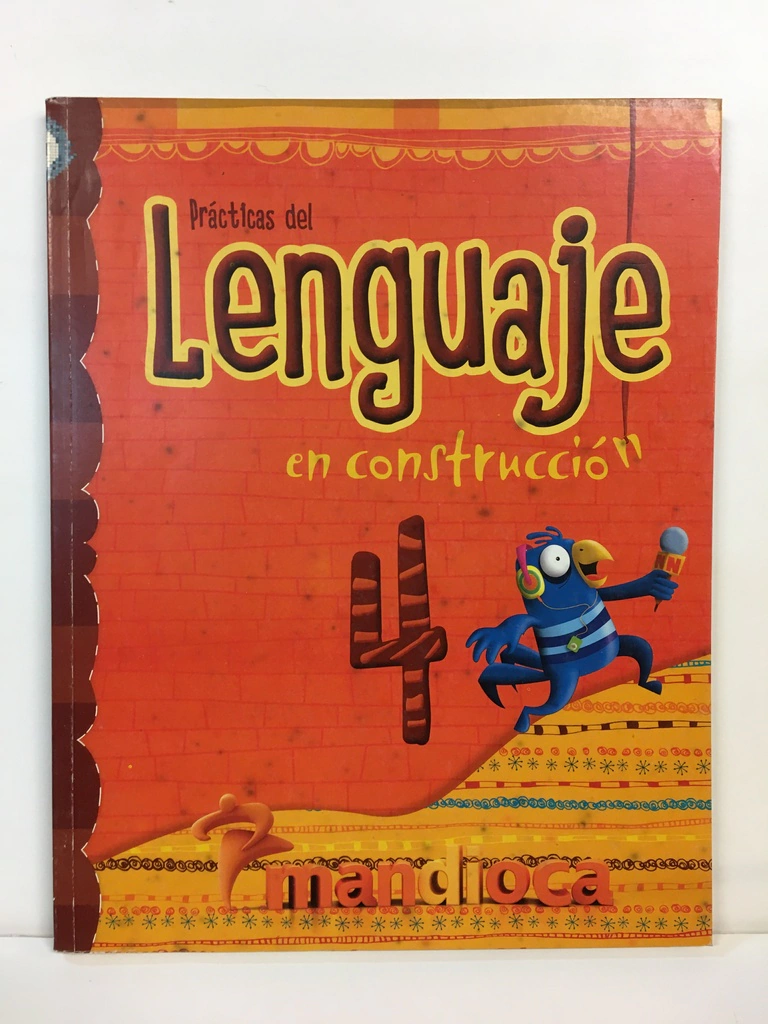 Prácticas del
Lenguaje
en construcción
4
mandioca